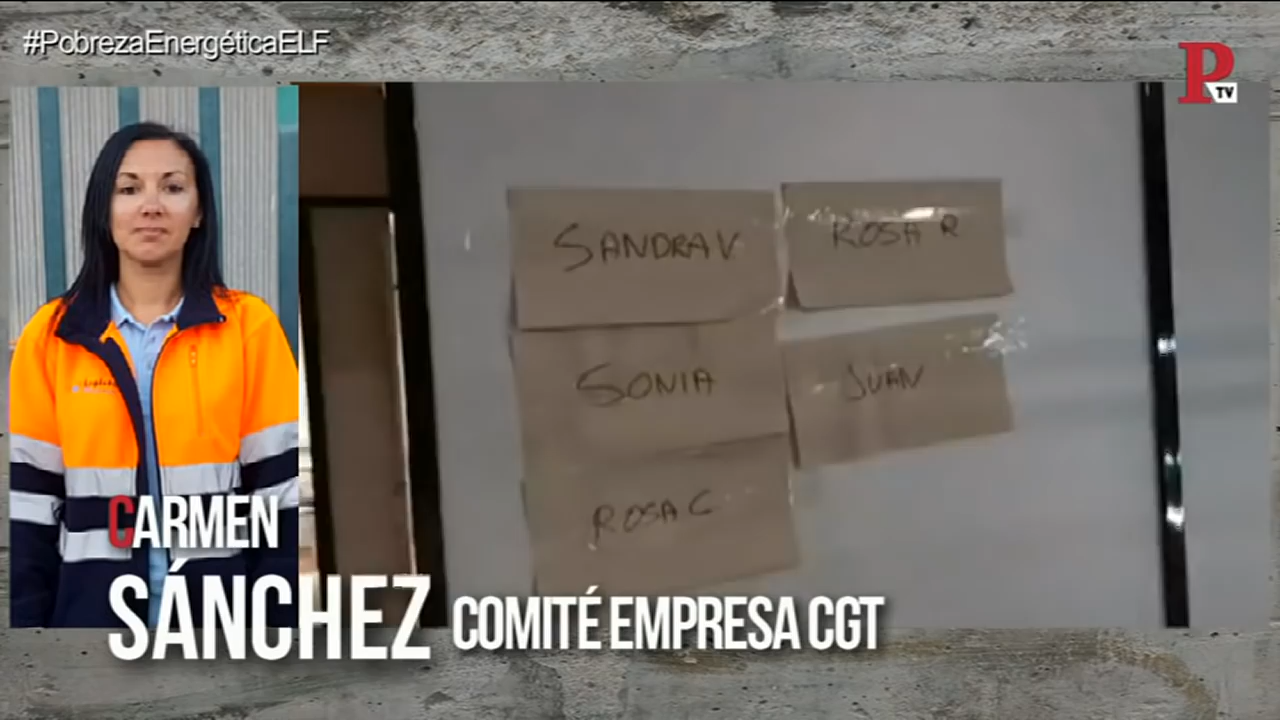 #PobrezaEnergéticaELF
P
TV
SANDRA V
ROSA R
SONIA
JUAN
ROSA C
CARMEN
SÁNCHEZ COMITÉ EMPRESA CGT